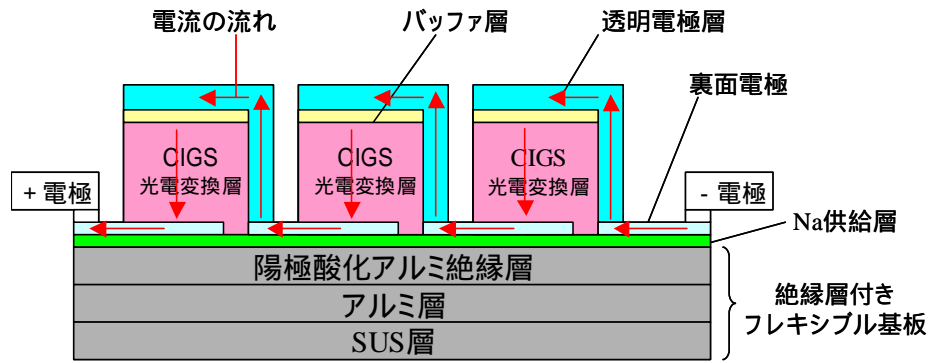 電流の流れ
バッファ層
透明電極層
裏面電極
CIGS
光電変換層
CIGS
光電変換層
CIGS
光電変換層
+ 電極
- 電極
Na供給層
陽極酸化アルミ絶縁層
アルミ層
SUS層
絶縁層付き
フレキシブル基板